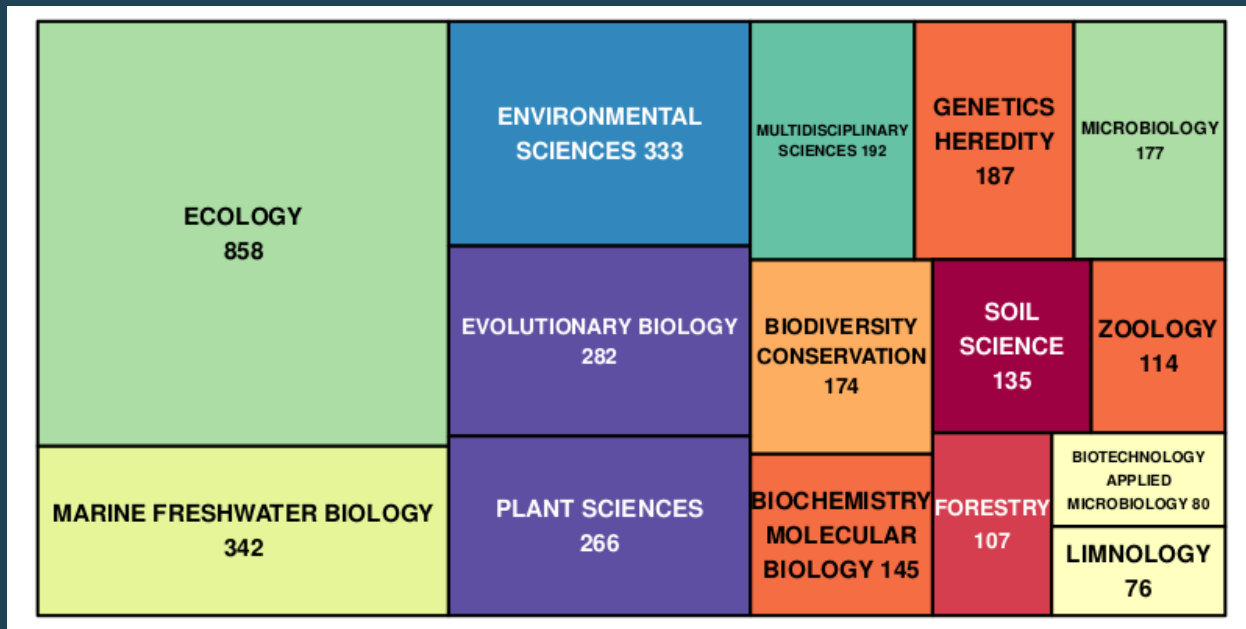 ECOLOGY
858
MARINE FRESHWATER BIOLOGY
342
ENVIRONMENTAL
SCIENCES 333
EVOLUTIONARY BIOLOGY
282
PLANT SCIENCES
266
MULTIDISCIPLINARY
SCIENCES 192
GENETICS
HEREDITY
187
MICROBIOLOGY
177
BIODIVERSITY
CONSERVATION
174
SOIL
SCIENCE
135
ZOOLOGY
114
BIOCHEMISTRY
MOLECULAR
BIOLOGY 145
FORESTRY
107
BIOTECHNOLOGY
APPLIED
MICROBIOLOGY 80
LIMNOLOGY
76